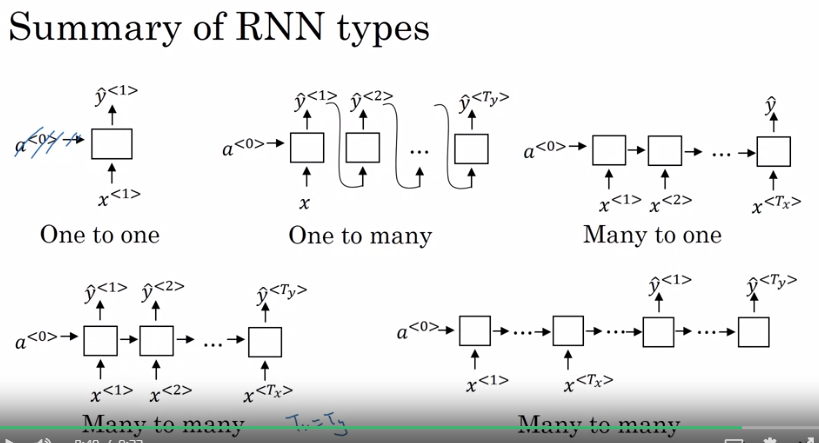 Summary of RNN types
ŷ<1>
a<0>
x<1>
One to one
ŷ<1> ŷ<2> ŷ<Ty>
a<0> ...
x
One to many
ŷ
a<0> ...
x<1> x<2> x<Tx>
Many to one
ŷ<1> ŷ<2> ŷ<Ty>
a<0> ...
x<1> x<2> x<Tx>
Many to many Tx = Ty
ŷ<1> ŷ<Ty>
a<0> ... ... ...
x<1> x<Tx>
Many to many